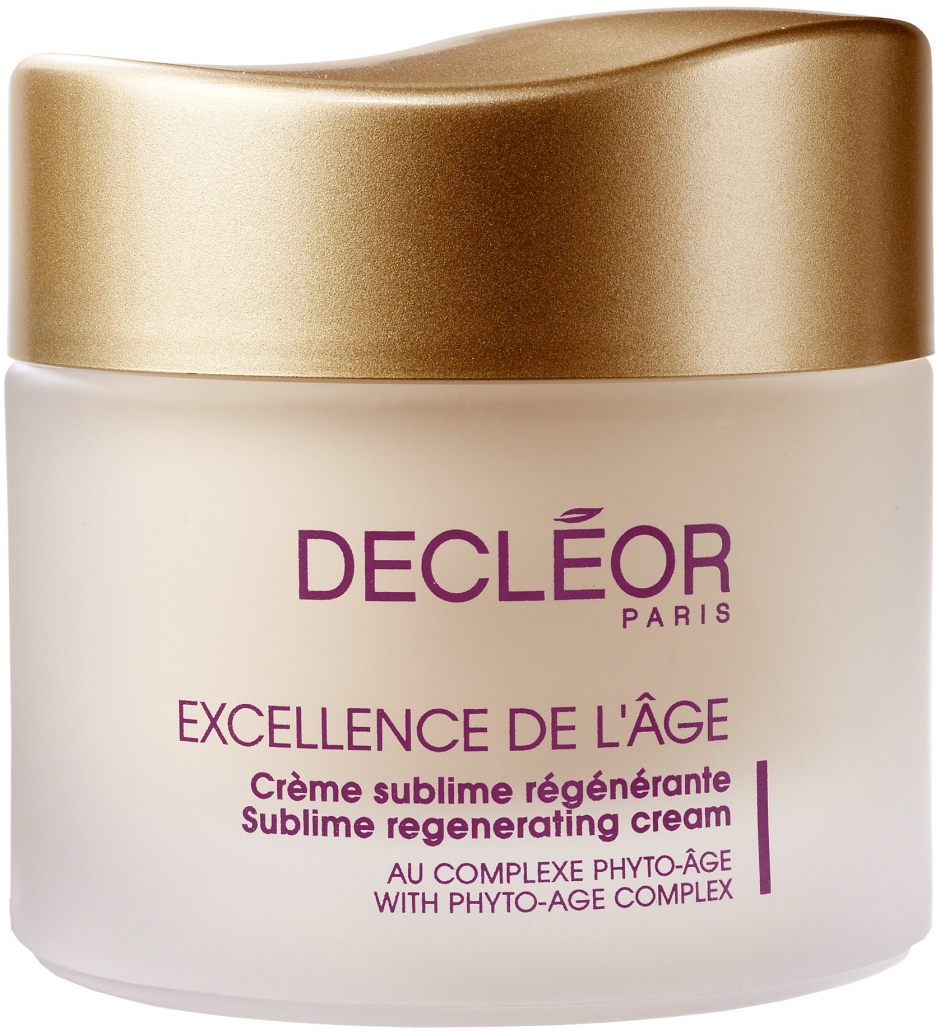 DECLÉOR
PARIS
EXCELLENCE DE L'ÂGE
Crème sublime régénérante
Sublime regenerating cream
AU COMPLEXE PHYTO-ÂGE
WITH PHYTO-AGE COMPLEX